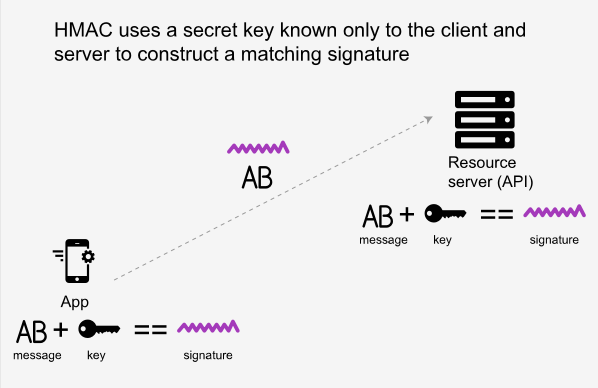 HMAC uses a secret key known only to the client and
server to construct a matching signature
AB
Resource
server (API)
AB + ==
message key signature
App
AB + ==
message key signature